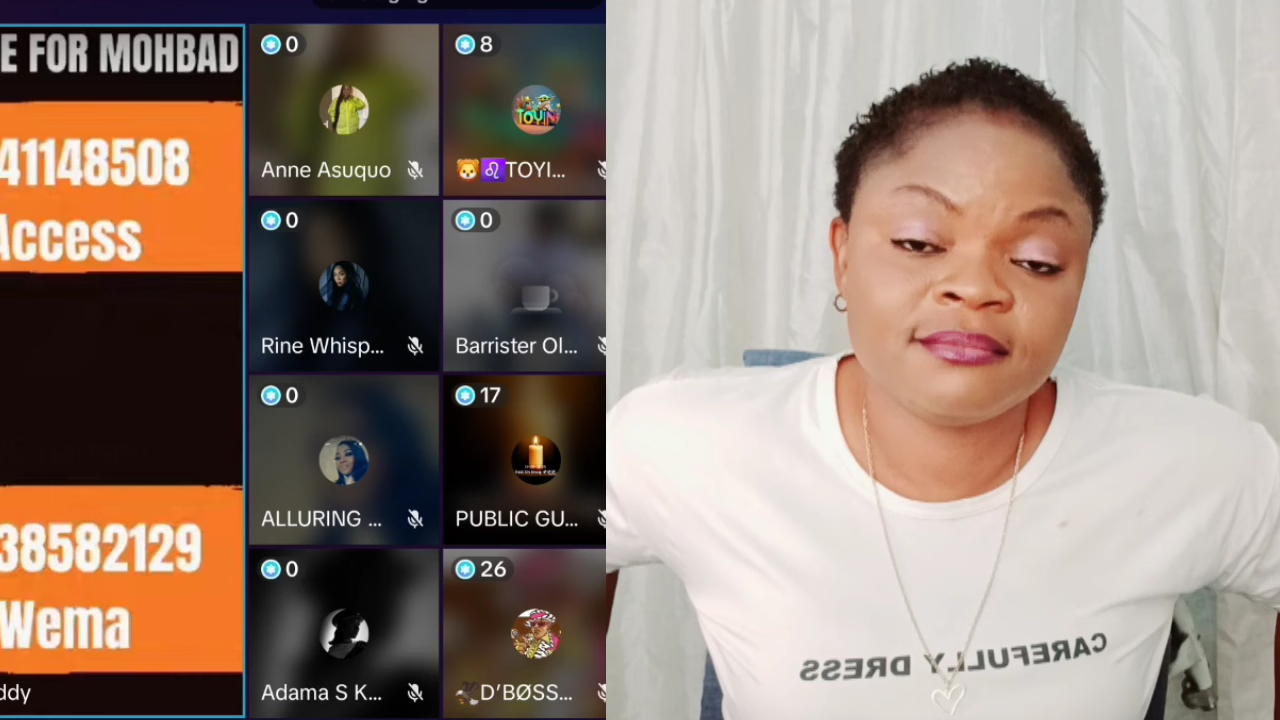 E FOR MOHBAD
41148508
Access
38582129
Wema
ddy
0
Anne Asuquo
8
🐯♌TOYI...
TOYIN
0
Rine Whisp...
0
Barrister Ol...
0
ALLURING ...
17
PUBLIC GU...
0
Adama S K...
26
D'BØSS...
CAREFULLY DRESS